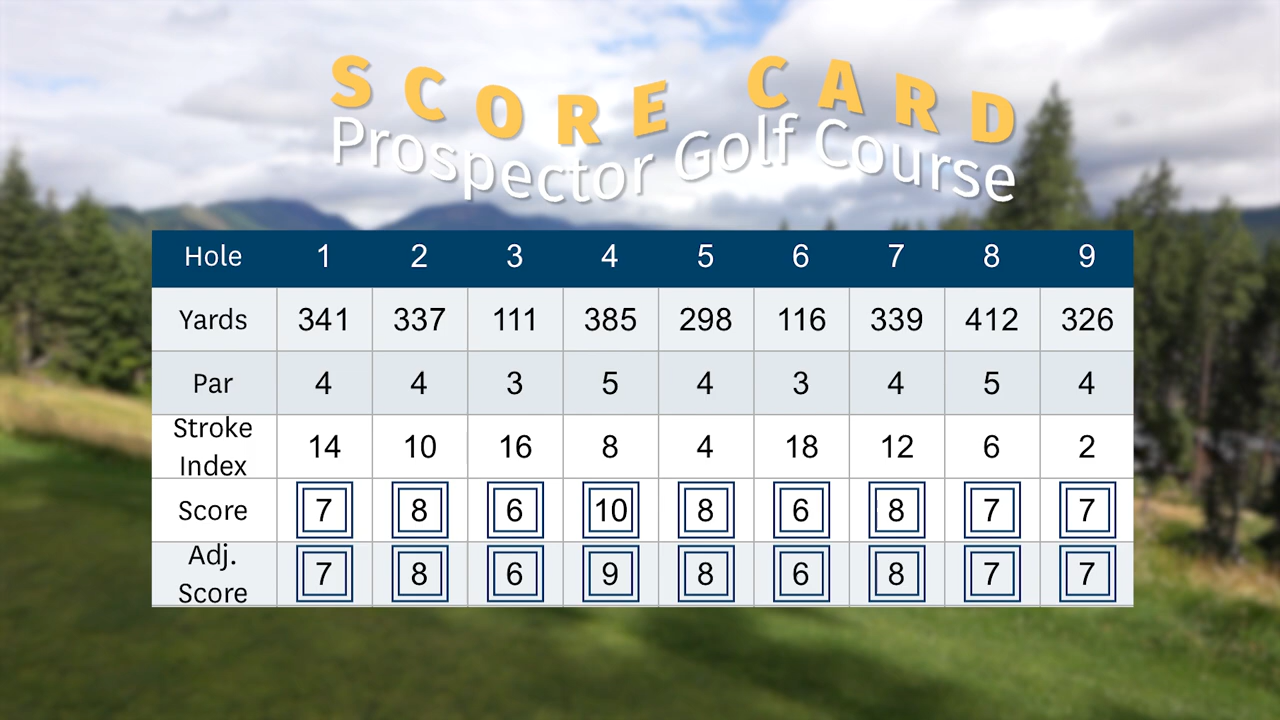 SCORE CARD
Prospector Golf Course
Hole 1 2 3 4 5 6 7 8 9
Yards 341 337 111 385 298 116 339 412 326
Par 4 4 3 5 4 3 4 5 4
Stroke Index 14 10 16 8 4 18 12 6 2
Score 7 8 6 10 8 6 8 7 7
Adj. Score 7 8 6 9 8 6 8 7 7